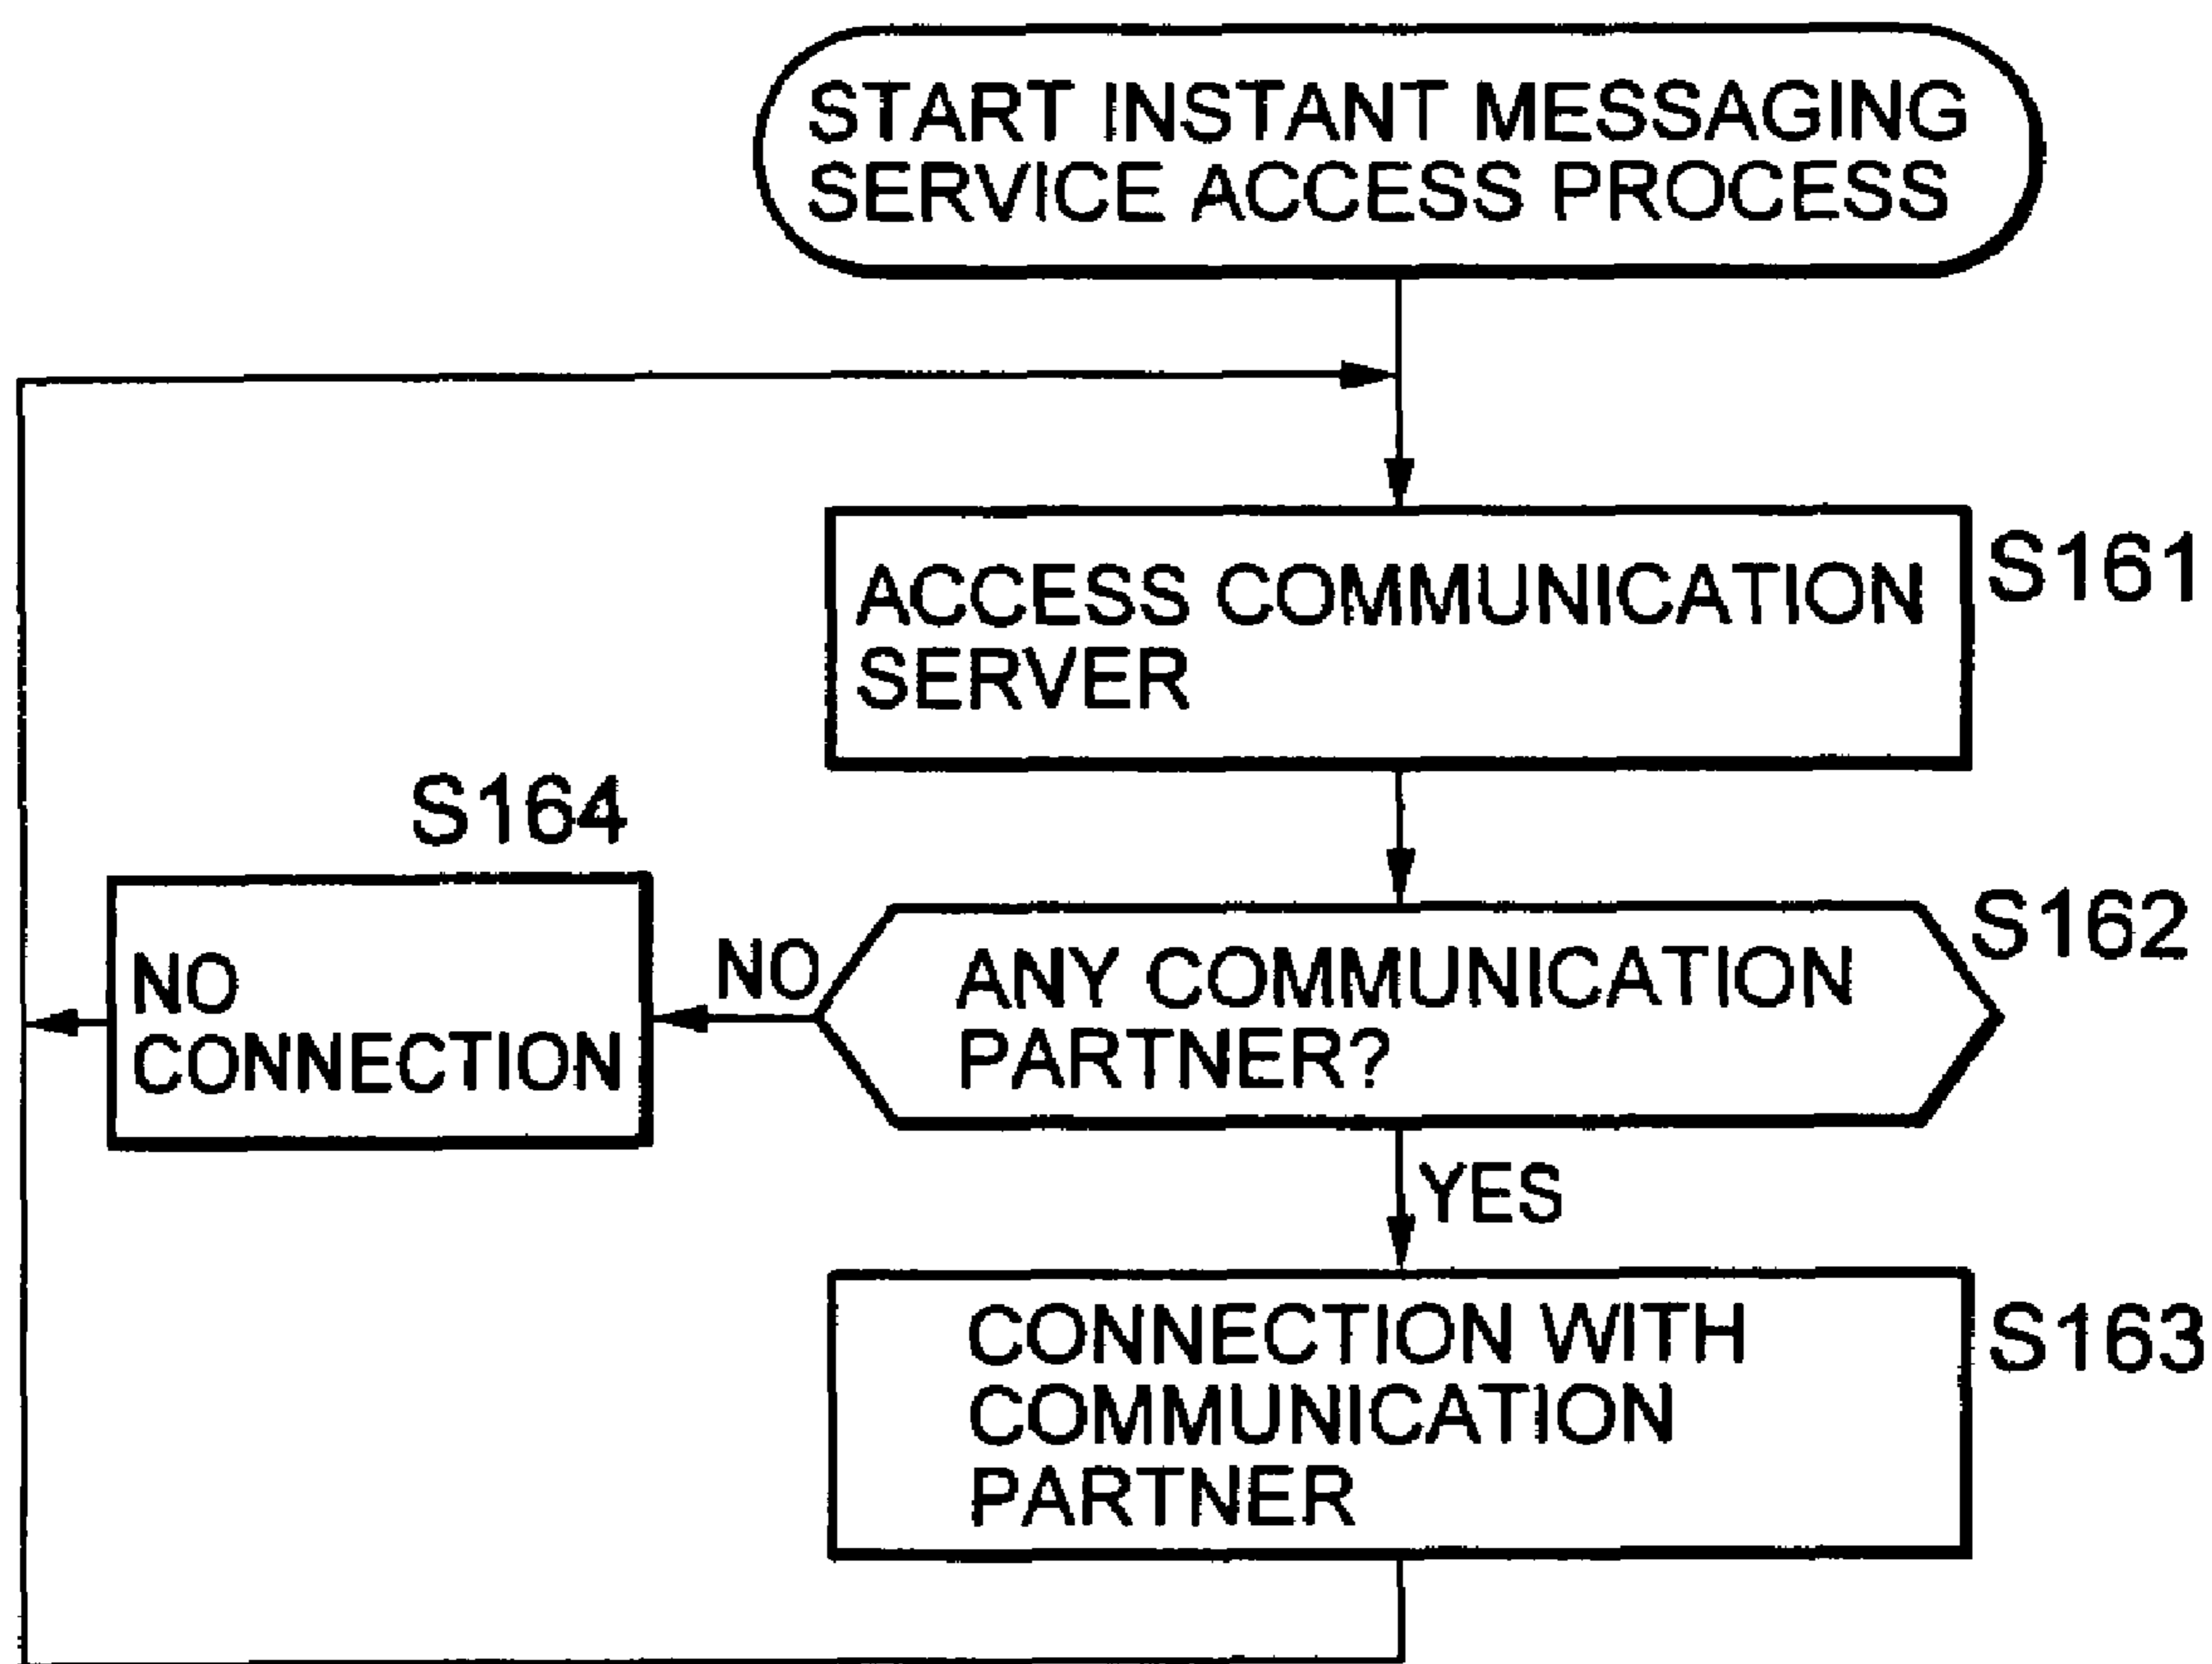 START INSTANT MESSAGING
SERVICE ACCESS PROCESS
ACCESS COMMUNICATION
SERVER
S161
S164
NO
CONNECTION
NO
ANY COMMUNICATION
PARTNER?
S162
YES
CONNECTION WITH
COMMUNICATION
PARTNER
S163